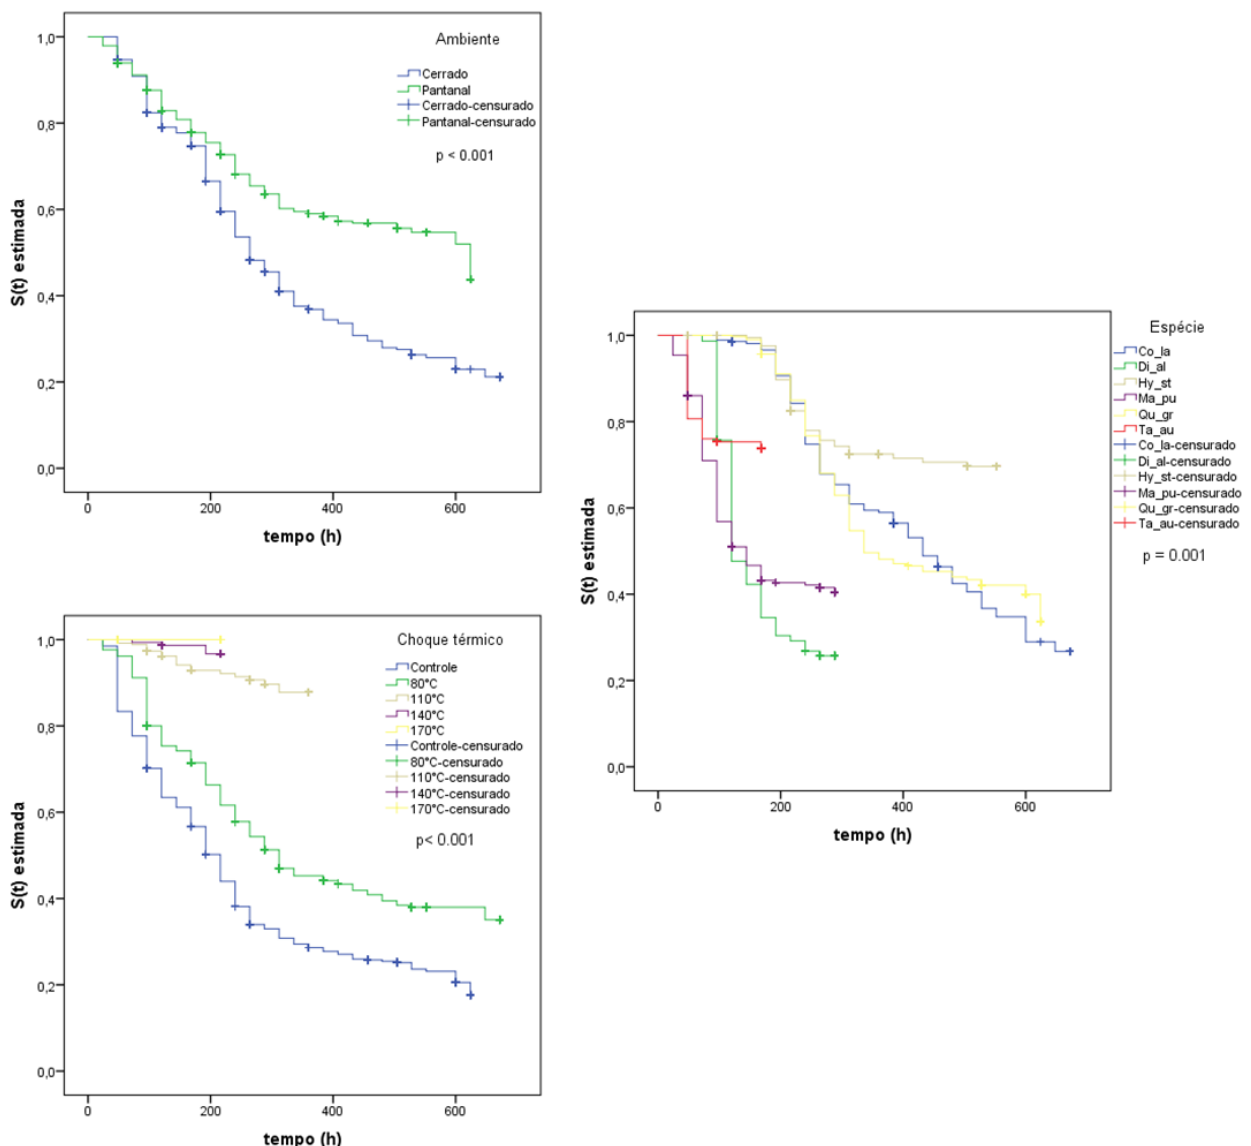 Ambiente
Cerrado
Pantanal
Cerrado-censurado
Pantanal-censurado
p < 0.001
1,0
0,8
0,6
0,4
0,2
0,0
S(t) estimada
0 200 400 600
tempo (h)
Choque térmico
Controle
80°C
110°C
140°C
170°C
Controle-censurado
80°C-censurado
110°C-censurado
140°C-censurado
170°C-censurado
p< 0.001
1,0
0,8
0,6
0,4
0,2
0,0
S(t) estimada
0 200 400 600
tempo (h)
Espécie
Co_la
Di_al
Hy_st
Ma_pu
Qu_gr
Ta_au
Co_la-censurado
Di_al-censurado
Hy_st-censurado
Ma_pu-censurado
Qu_gr-censurado
Ta_au-censurado
p = 0.001
1,0
0,8
0,6
0,4
0,2
0,0
S(t) estimada
0 200 400 600
tempo (h)